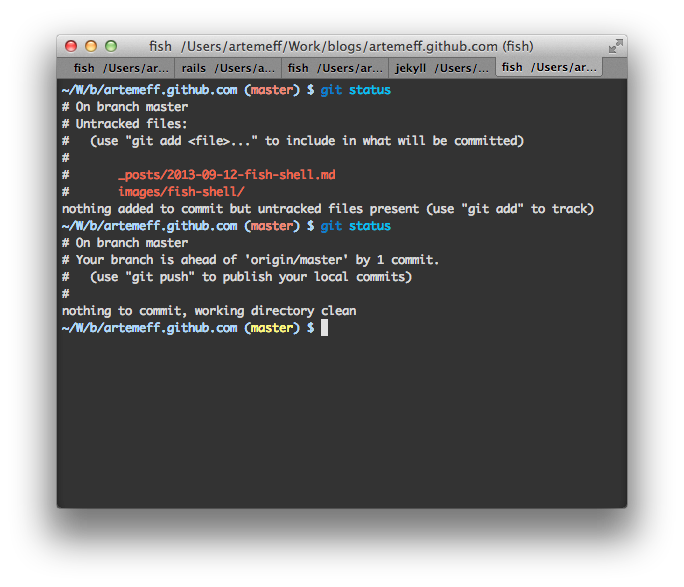 fish  /Users/artemeff/Work/blogs/artemeff.github.com (fish)
fish  /Users/ar...  rails  /Users/a...  fish  /Users/ar...  jekyll  /Users/...  fish  /Users/ar...
~/W/b/artemeff.github.com (master) $ git status
# On branch master
# Untracked files:
#   (use "git add <file>..." to include in what will be committed)
#
#       _posts/2013-09-12-fish-shell.md
#       images/fish-shell/
nothing added to commit but untracked files present (use "git add" to track)
~/W/b/artemeff.github.com (master) $ git status
# On branch master
# Your branch is ahead of 'origin/master' by 1 commit.
#   (use "git push" to publish your local commits)
#
nothing to commit, working directory clean
~/W/b/artemeff.github.com (master) $